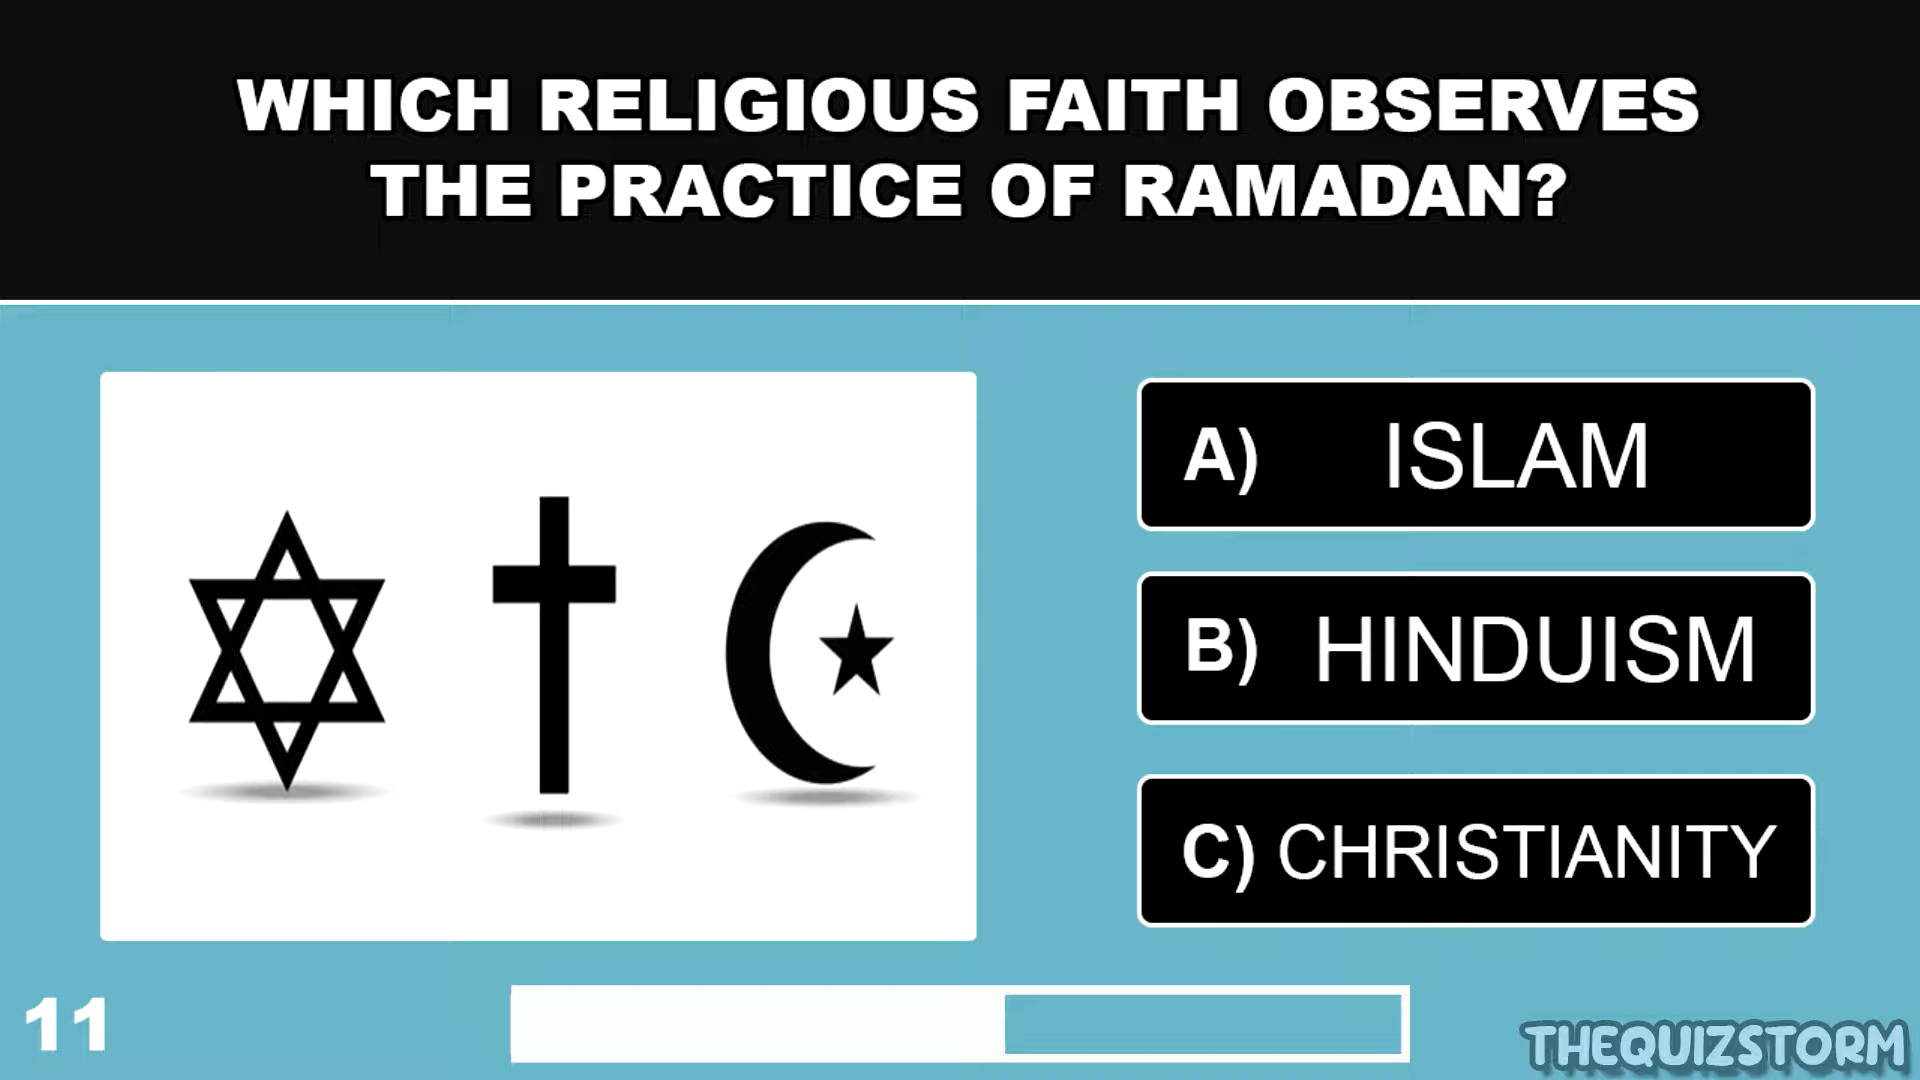 WHICH RELIGIOUS FAITH OBSERVES
THE PRACTICE OF RAMADAN?
A) ISLAM
B) HINDUISM
C) CHRISTIANITY
11
THEQUIZSTORM